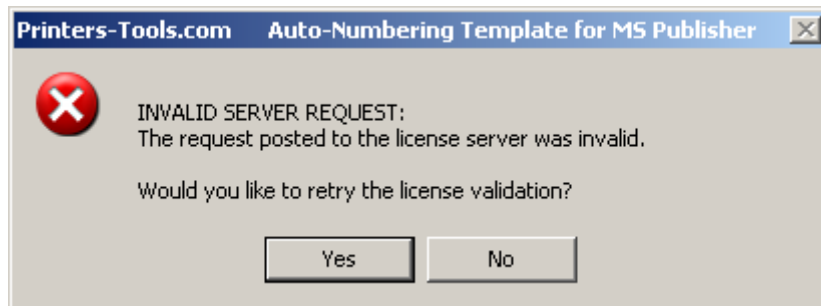 Printers-Tools.com Auto-Numbering Template for MS Publisher
INVALID SERVER REQUEST:
The request posted to the license server was invalid.
Would you like to retry the license validation?
Yes No